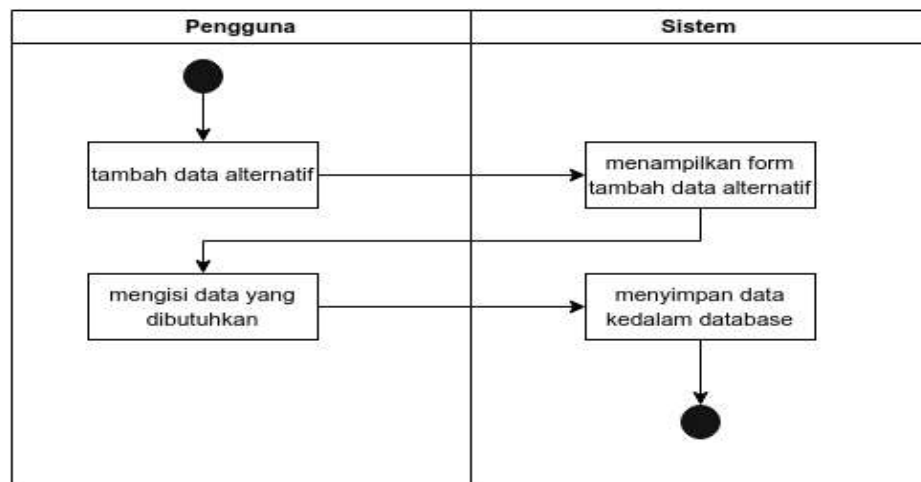 Pengguna
Sistem
tambah data alternatif
menampilkan form
tambah data alternatif
mengisi data yang
dibutuhkan
menyimpan data
kedalam database